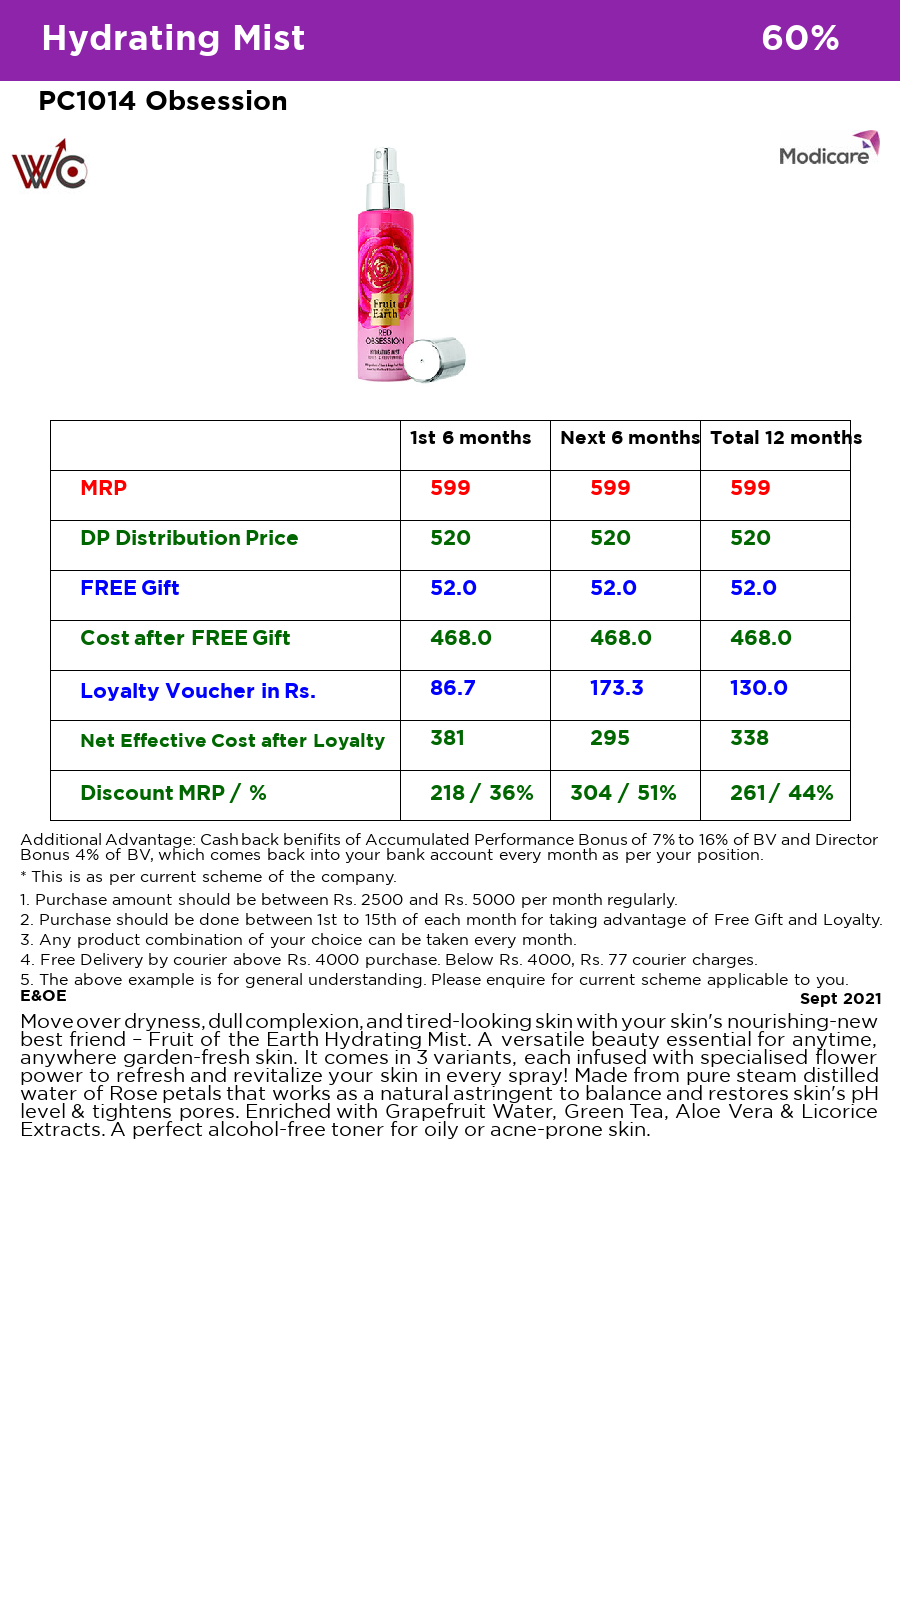 Hydrating Mist 60%
PC1014 Obsession
WC
Modicare
Fruit
Earth
RED
OBSESSION
HYDRATING MIST
1st 6 months Next 6 months Total 12 months
MRP 599 599 599
DP Distribution Price 520 520 520
FREE Gift 52.0 52.0 52.0
Cost after FREE Gift 468.0 468.0 468.0
Loyalty Voucher in Rs. 86.7 173.3 130.0
Net Effective Cost after Loyalty 381 295 338
Discount MRP / % 218 / 36% 304 / 51% 261 / 44%
Additional Advantage: Cashback benifits of Accumulated Performance Bonus of 7% to 16% of BV and Director
Bonus 4% of BV, which comes back into your bank account every month as per your position.
* This is as per current scheme of the company.
1. Purchase amount should be between Rs. 2500 and Rs. 5000 per month regularly.
2. Purchase should be done between 1st to 15th of each month for taking advantage of Free Gift and Loyalty.
3. Any product combination of your choice can be taken every month.
4. Free Delivery by courier above Rs. 4000 purchase. Below Rs. 4000, Rs. 77 courier charges.
5. The above example is for general understanding. Please enquire for current scheme applicable to you.
E&OE Sept 2021
Move over dryness, dull complexion, and tired-looking skin with your skin's nourishing-new
best friend – Fruit of the Earth Hydrating Mist. A versatile beauty essential for anytime,
anywhere garden-fresh skin. It comes in 3 variants, each infused with specialised flower
power to refresh and revitalize your skin in every spray! Made from pure steam distilled
water of Rose petals that works as a natural astringent to balance and restores skin's pH
level & tightens pores. Enriched with Grapefruit Water, Green Tea, Aloe Vera & Licorice
Extracts. A perfect alcohol-free toner for oily or acne-prone skin.